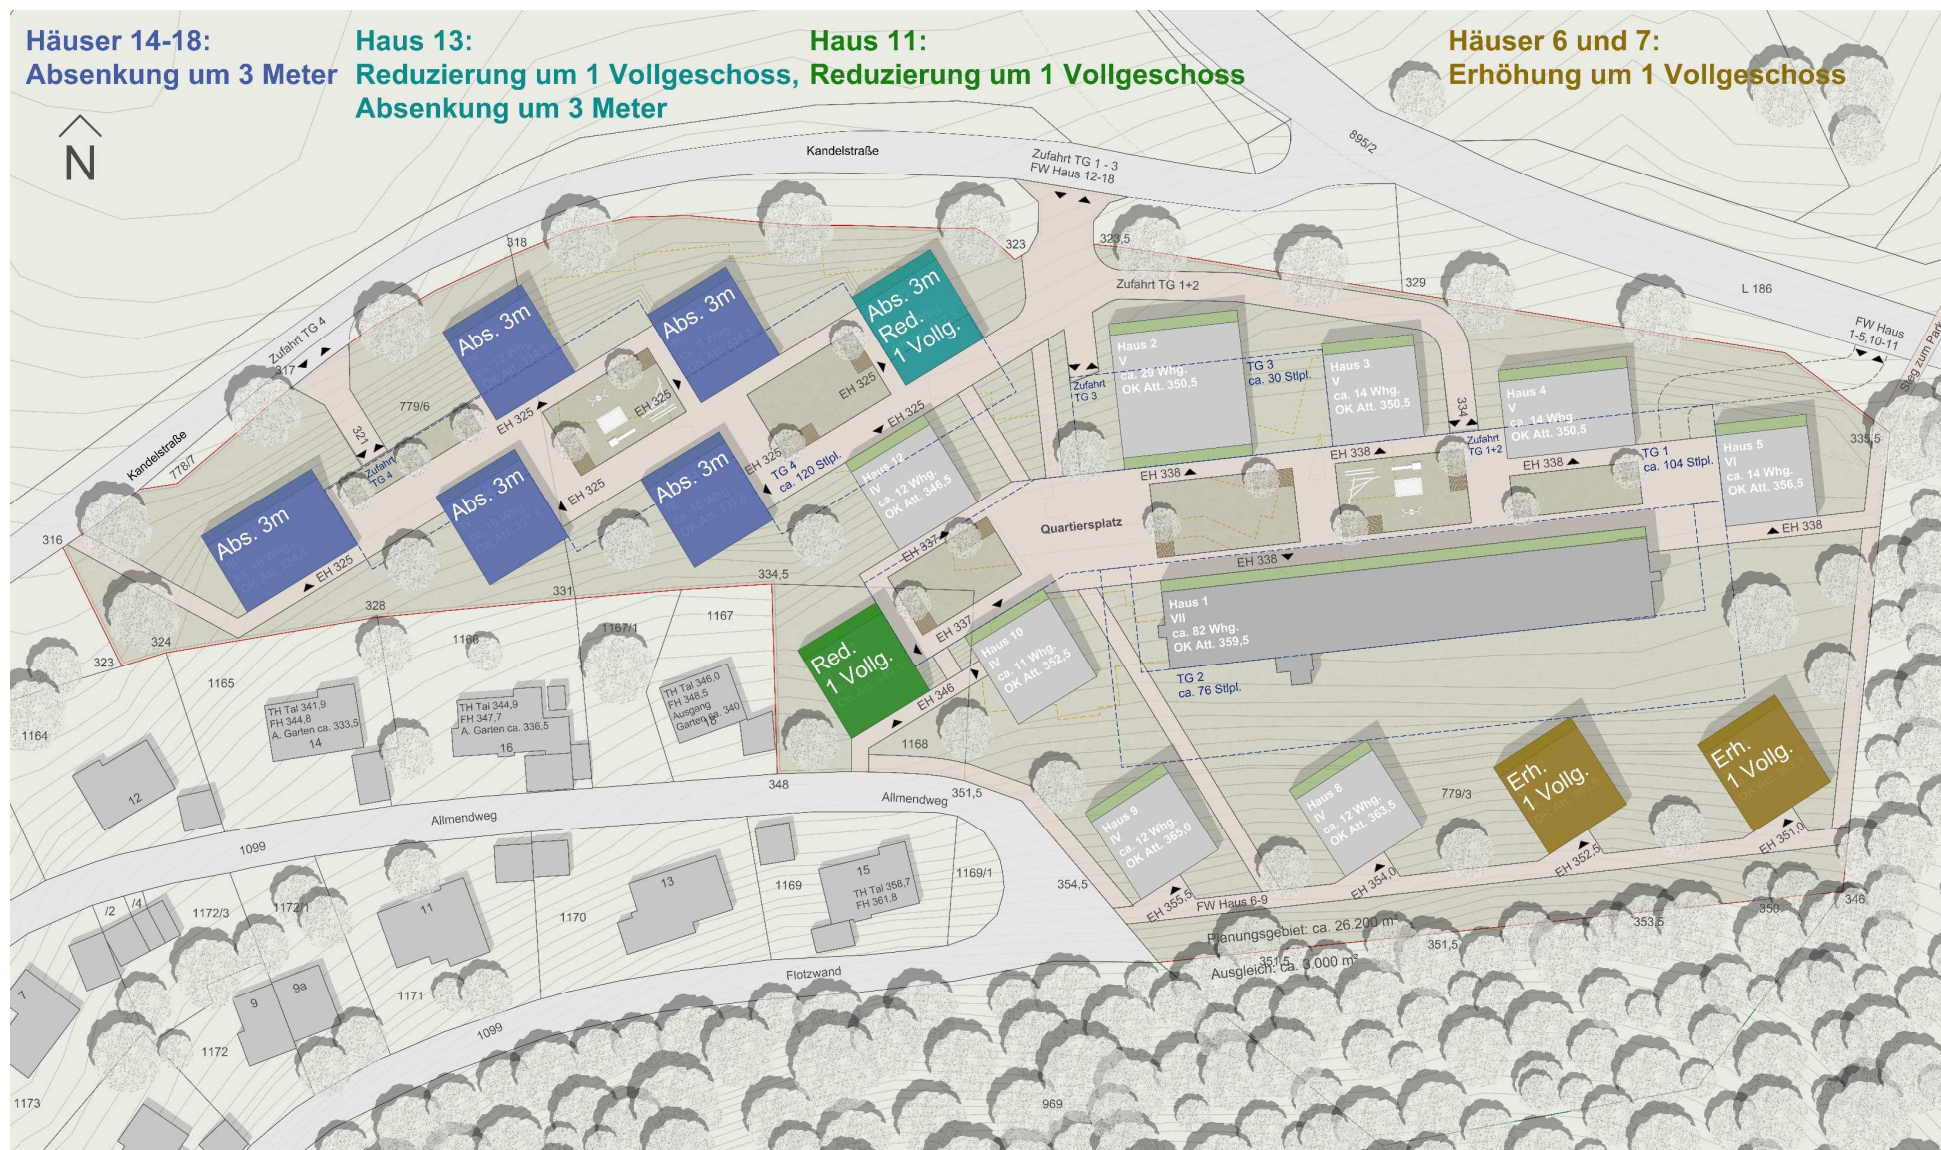 Häuser 14-18:
Absenkung um 3 Meter
Haus 13:
Reduzierung um 1 Vollgeschoss,
Absenkung um 3 Meter
Haus 11:
Reduzierung um 1 Vollgeschoss
Häuser 6 und 7:
Erhöhung um 1 Vollgeschoss
N
Kandelstraße
Zufahrt TG 1 - 3
FW Haus 12-18
895/2
318
323
323,5
Zufahrt TG 1+2
329
L 186
FW Haus
1-5,10-11
Steg zum Park
Zufahrt TG 4
317
Kandelstraße
778/7
779/6
321
Zufahrt
TG 4
316
Abs. 3m
Abs. 3m
Abs. 3m
Red.
1 Vollg.
Abs. 3m
Abs. 3m
Abs. 3m
EH 325
EH 325
EH 325
EH 325
EH 325
EH 325
EH 325
TG 4
ca. 120 Stlpl.
Haus 12
IV
ca. 12 Whg.
OK Att. 346,5
Zufahrt
TG 3
Haus 2
V
ca. 29 Whg.
OK Att. 350,5
TG 3
ca. 30 Stlpl.
Haus 3
V
ca. 14 Whg.
OK Att. 350,5
334
Zufahrt
TG 1+2
Haus 4
V
ca. 14 Whg.
OK Att. 350,5
TG 1
ca. 104 Stlpl.
Haus 5
VI
ca. 14 Whg.
OK Att. 356,5
335,5
EH 338
EH 338
EH 338
EH 338
EH 338
Quartiersplatz
EH 337
EH 337
Haus 1
VII
ca. 82 Whg.
OK Att. 359,5
TG 2
ca. 76 Stlpl.
Haus 10
IV
ca. 11 Whg.
OK Att. 352,5
Red.
1 Vollg.
EH 346
323
324
328
331
334,5
1164
1165
1166
1167/1
1167
1168
TH Tal 341,9
FH 344,8
A. Garten ca. 333,5
14
TH Tal 344,9
FH 347,7
A. Garten ca. 336,5
16
TH Tal 346,0
FH 348,5
Ausgang
Garten ca. 340
18
12
348
351,5
Allmendweg
Allmendweg
1099
Haus 9
IV
ca. 12 Whg.
OK Att. 365,0
Haus 8
IV
ca. 12 Whg.
OK Att. 363,5
779/3
Erh.
1 Vollg.
Erh.
1 Vollg.
EH 355,5
EH 354,0
EH 352,5
EH 351,0
FW Haus 6-9
354,5
346
350
353,5
351,5
351,5
Planungsgebiet: ca. 26.200 m²
Ausgleich: ca. 3.000 m²
/2
/4
1172/3
1172/1
11
1170
13
1169
15
TH Tal 358,7
FH 361,8
1169/1
Flotzwand
7
9
9a
1171
1172
1099
1173
969